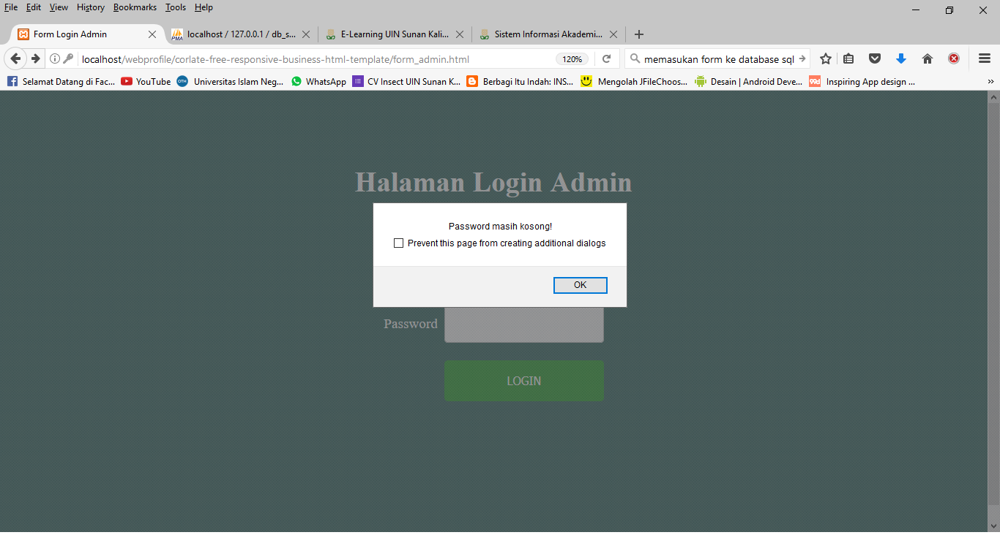 File Edit View History Bookmarks Tools Help
Form Login Admin
PMA localhost / 127.0.0.1 / db_s...
E-Learning UIN Sunan Kali...
Sistem Informasi Akademi...
localhost/webprofile/corlate-free-responsive-business-html-template/form_admin.html 120% memasukan form ke database sql
Selamat Datang di Fac... YouTube OTH Universitas Islam Neg... WhatsApp CV Insect UIN Sunan K... Berbagi Itu Indah: INS... Mengolah JFileChoos... Desain | Android Deve... 99d Inspiring App design ...
Halaman Login Admin
Password masih kosong!
Prevent this page from creating additional dialogs
OK
Password
LOGIN